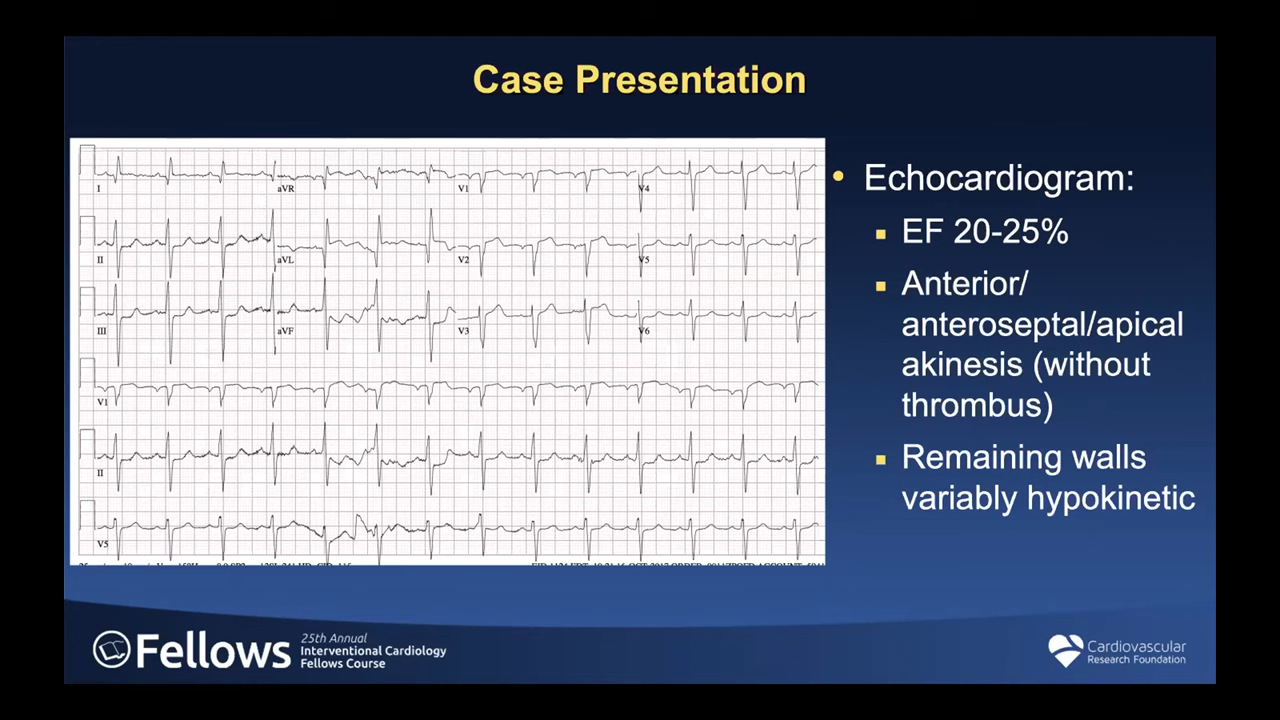 Case Presentation
I aVR V1 V4
II aVL V2 V5
III aVF V3 V6
V1
II
V5
• Echocardiogram:
▪ EF 20-25%
▪ Anterior/
anteroseptal/apical
akinesis (without
thrombus)
▪ Remaining walls
variably hypokinetic
Fellows
25th Annual
Interventional Cardiology
Fellows Course
Cardiovascular
Research Foundation